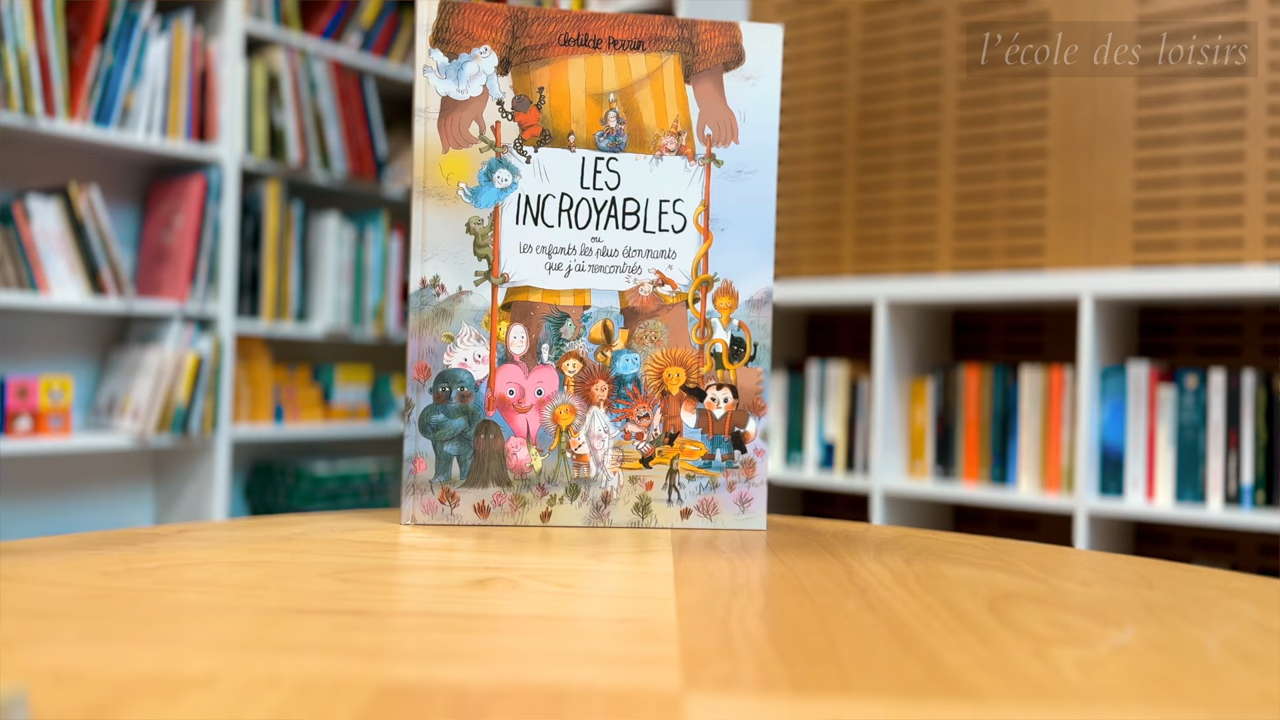 l'école des loisirs
Clotilde Perrin
LES
INCROYABLES
ou
Les enfants les plus étonnants
que j'ai rencontrés